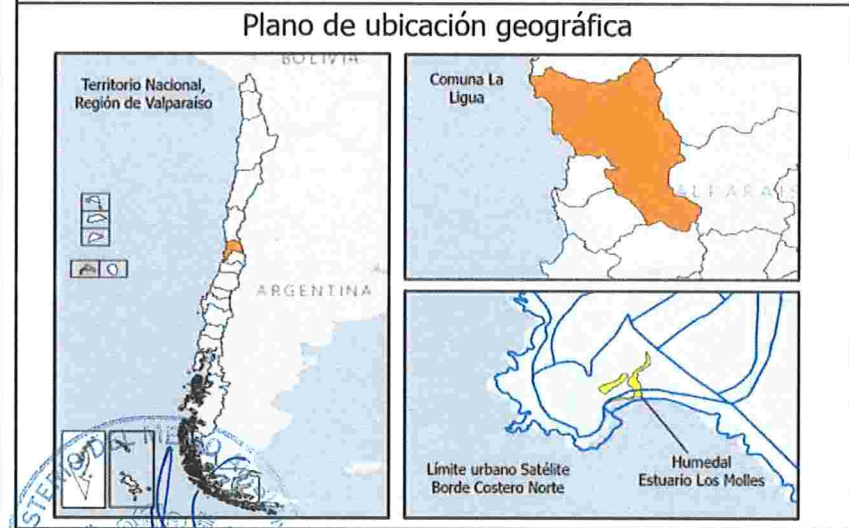 Plano de ubicación geográfica
BOLIVIA
Territorio Nacional,
Región de Valparaíso
ARGENTINA
Comuna La
Ligua
Límite urbano Satélite
Borde Costero Norte
Humedal
Estuario Los Molles